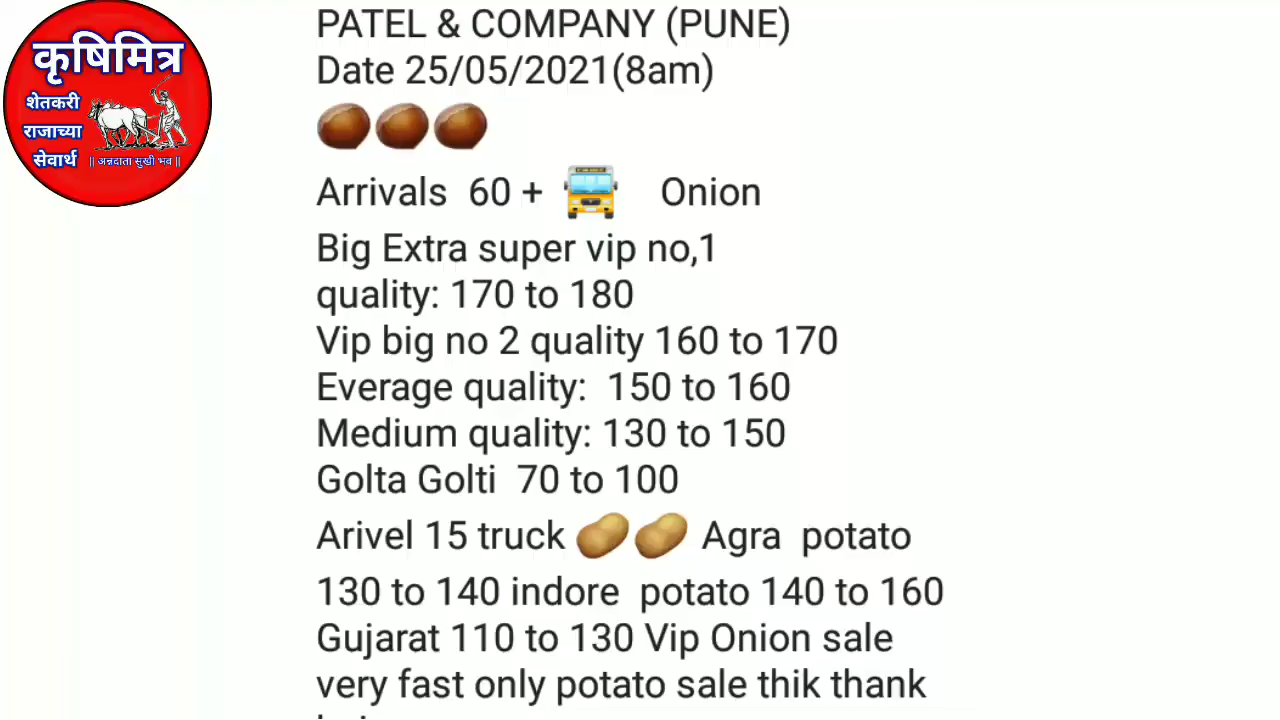 कृषिमित्र
शेतकरी
राजाच्या
सेवार्थ
|| अन्नदाता सुखी भव ||
PATEL & COMPANY (PUNE)
Date 25/05/2021(8am)
🌰🌰🌰
Arrivals 60 + 🚍 Onion
Big Extra super vip no,1
quality: 170 to 180
Vip big no 2 quality 160 to 170
Everage quality: 150 to 160
Medium quality: 130 to 150
Golta Golti 70 to 100
Arivel 15 truck 🥔🥔 Agra potato
130 to 140 indore potato 140 to 160
Gujarat 110 to 130 Vip Onion sale
very fast only potato sale thik thank